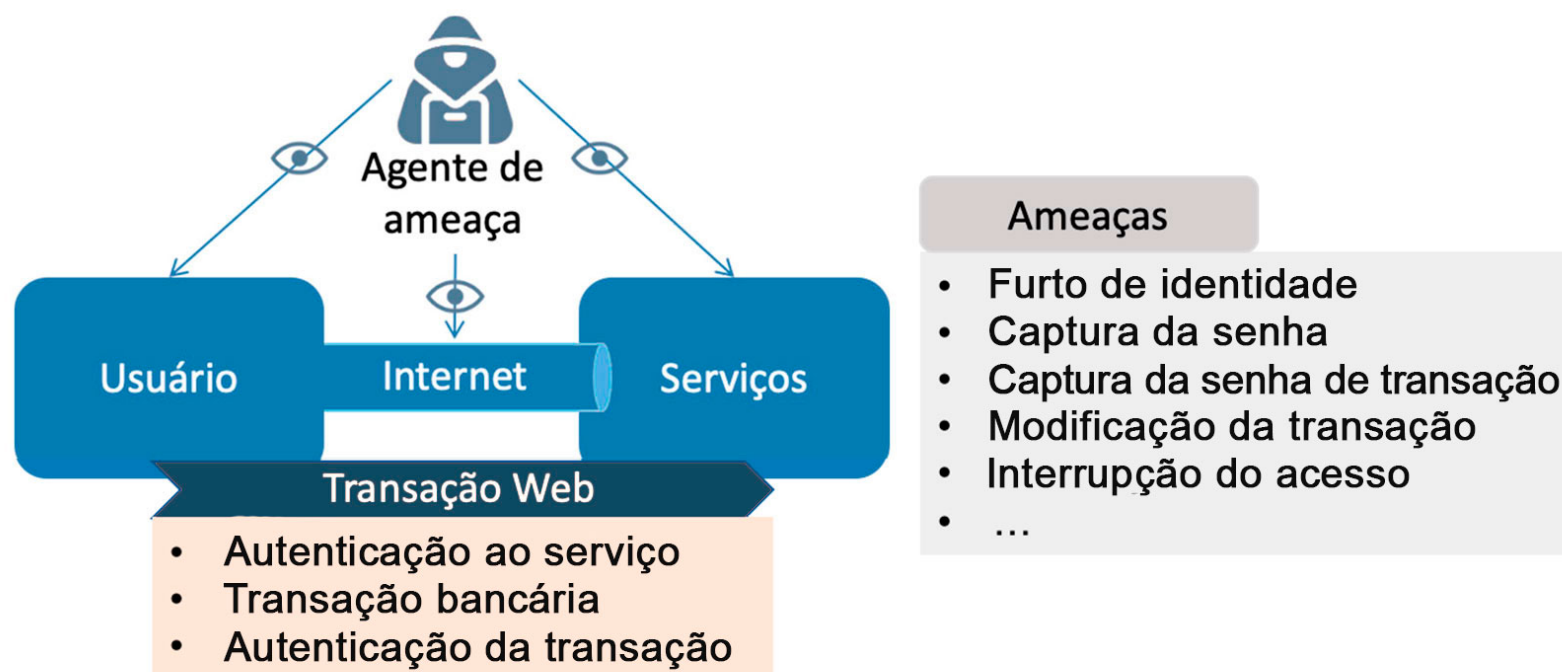 Agente de
ameaça
Usuário
Internet
Serviços
Transação Web
• Autenticação ao serviço
• Transação bancária
• Autenticação da transação
Ameaças
• Furto de identidade
• Captura da senha
• Captura da senha de transação
• Modificação da transação
• Interrupção do acesso
• ...